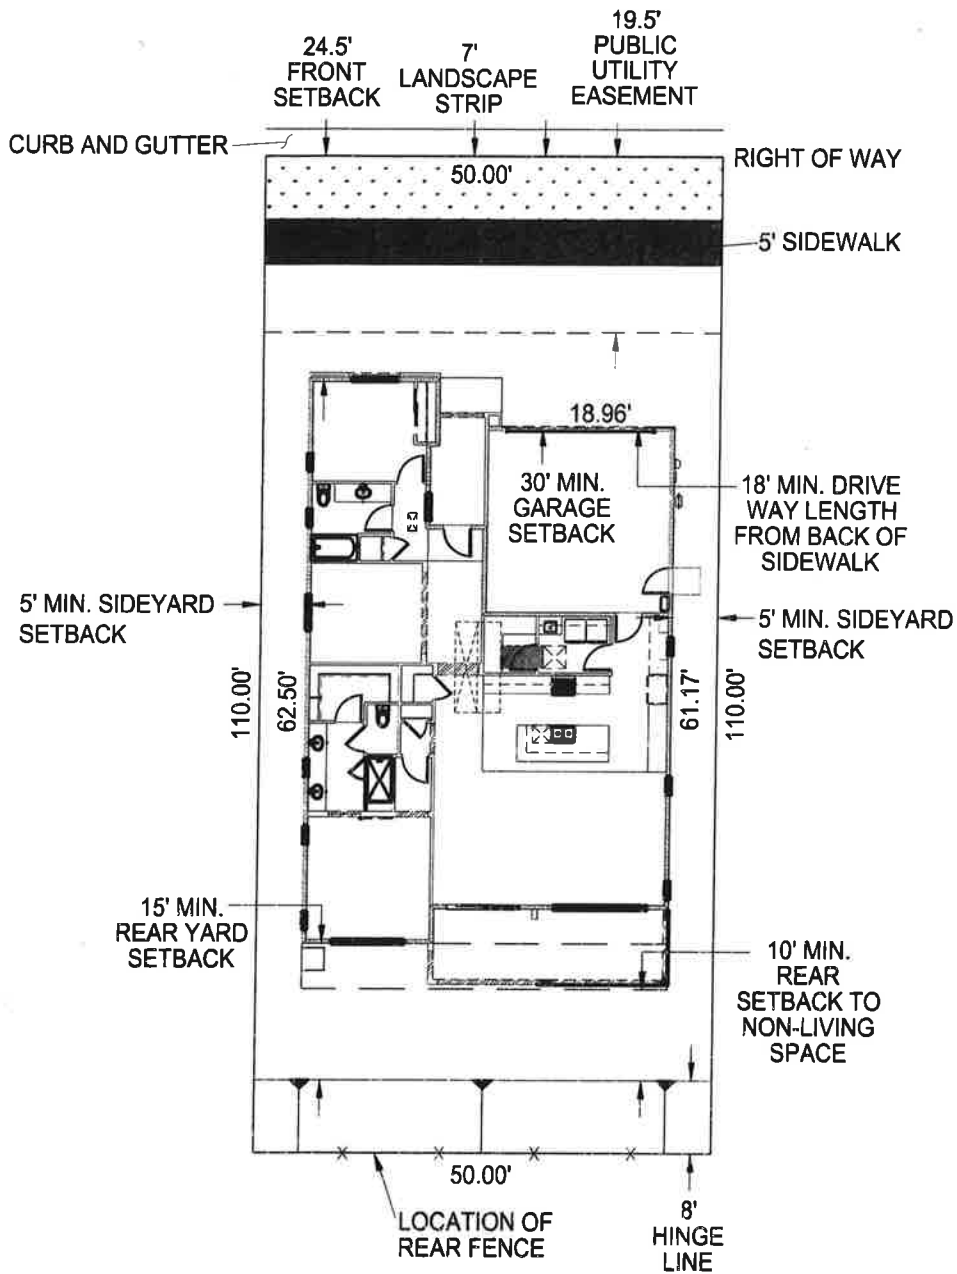 24.5'
FRONT
SETBACK
7'
LANDSCAPE
STRIP
19.5'
PUBLIC
UTILITY
EASEMENT
CURB AND GUTTER
RIGHT OF WAY
50.00'
5' SIDEWALK
18.96'
30' MIN.
GARAGE
SETBACK
18' MIN. DRIVE
WAY LENGTH
FROM BACK OF
SIDEWALK
5' MIN. SIDEYARD
SETBACK
5' MIN. SIDEYARD
SETBACK
110.00'
62.50'
61.17'
110.00'
15' MIN.
REAR YARD
SETBACK
10' MIN.
REAR
SETBACK TO
NON-LIVING
SPACE
50.00'
LOCATION OF
REAR FENCE
8'
HINGE
LINE